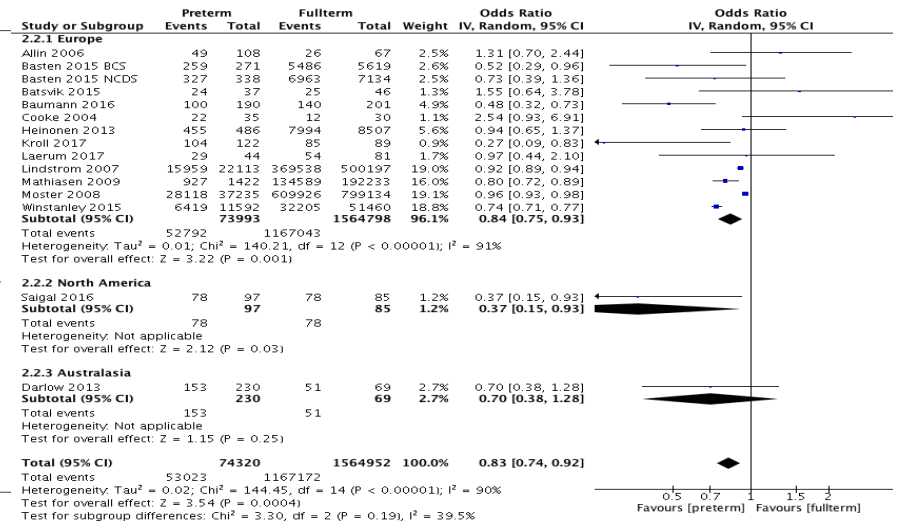 Preterm Fullterm Odds Ratio Odds Ratio
Study or Subgroup Events Total Events Total Weight IV, Random, 95% CI IV, Random, 95% CI
2.2.1 Europe
Allin 2006 49 108 26 67 2.5% 1.31 [0.70, 2.44]
Basten 2015 BCS 259 271 5486 5619 2.6% 0.52 [0.29, 0.96]
Basten 2015 NCDS 327 338 6963 7134 2.5% 0.73 [0.39, 1.36]
Batsvik 2015 24 37 25 46 1.3% 1.55 [0.64, 3.78]
Baumann 2016 100 190 140 201 4.9% 0.48 [0.32, 0.73]
Cooke 2004 22 35 12 30 1.1% 2.54 [0.93, 6.91]
Heinonen 2013 455 486 7994 8507 5.6% 0.94 [0.65, 1.37]
Kroll 2017 104 122 85 89 0.9% 0.27 [0.09, 0.83]
Laerum 2017 29 44 54 81 1.7% 0.97 [0.44, 2.10]
Lindstrom 2007 15959 22113 369538 500197 19.0% 0.92 [0.89, 0.94]
Mathiasen 2009 927 1422 134589 192233 16.0% 0.80 [0.72, 0.89]
Moster 2008 28118 37235 609926 799134 19.1% 0.96 [0.93, 0.98]
Winstanley 2015 6419 11592 32205 51460 18.8% 0.74 [0.71, 0.77]
Subtotal (95% CI) 73993 1564798 96.1% 0.84 [0.75, 0.93]
Total events 52792 1167043
Heterogeneity: Tau² = 0.01; Chi² = 140.21, df = 12 (P < 0.00001); I² = 91%
Test for overall effect: Z = 3.22 (P = 0.001)
2.2.2 North America
Saigal 2016 78 97 78 85 1.2% 0.37 [0.15, 0.93]
Subtotal (95% CI) 97 85 1.2% 0.37 [0.15, 0.93]
Total events 78 78
Heterogeneity: Not applicable
Test for overall effect: Z = 2.12 (P = 0.03)
2.2.3 Australasia
Darlow 2013 153 230 51 69 2.7% 0.70 [0.38, 1.28]
Subtotal (95% CI) 230 69 2.7% 0.70 [0.38, 1.28]
Total events 153 51
Heterogeneity: Not applicable
Test for overall effect: Z = 1.15 (P = 0.25)
Total (95% CI) 74320 1564952 100.0% 0.83 [0.74, 0.92]
Total events 53023 1167172
Heterogeneity: Tau² = 0.02; Chi² = 144.45, df = 14 (P < 0.00001); I² = 90%
Test for overall effect: Z = 3.54 (P = 0.0004)
Test for subgroup differences: Chi² = 3.30, df = 2 (P = 0.19), I² = 39.5%
0.5 0.7 1 1.5 2
Favours [preterm] Favours [fullterm]